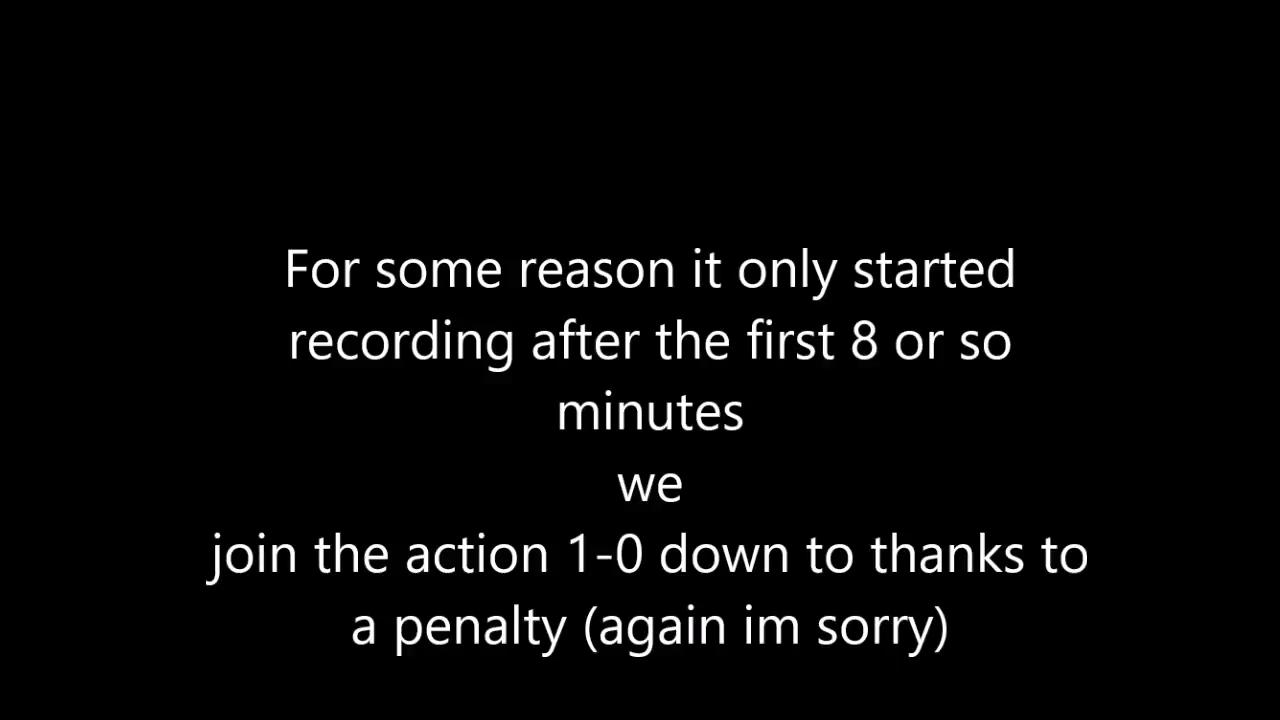 For some reason it only started
recording after the first 8 or so
minutes
we
join the action 1-0 down to thanks to
a penalty (again im sorry)